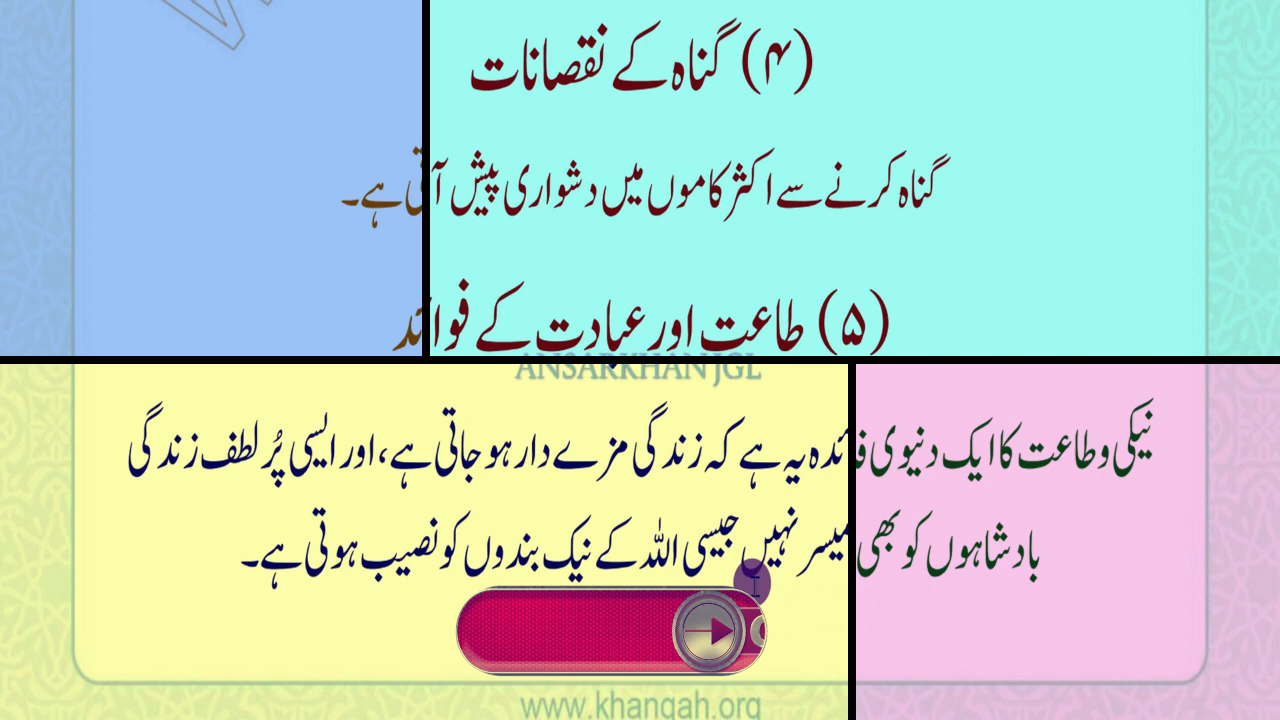 (۴) گناہ کے نقصانات
گناہ کرنے سے اکثر کاموں میں دشواری پیش آتی ہے۔
(۵) طاعت اور عبادت کے فوائد
ANSARKHAN JGL
نیکی و طاعت کا ایک دنیوی فائدہ یہ ہے کہ زندگی مزے دار ہو جاتی ہے، اور ایسی پُر لطف زندگی
بادشاہوں کو بھی میسر نہیں جیسی اللہ کے نیک بندوں کو نصیب ہوتی ہے۔
www.khanqah.org